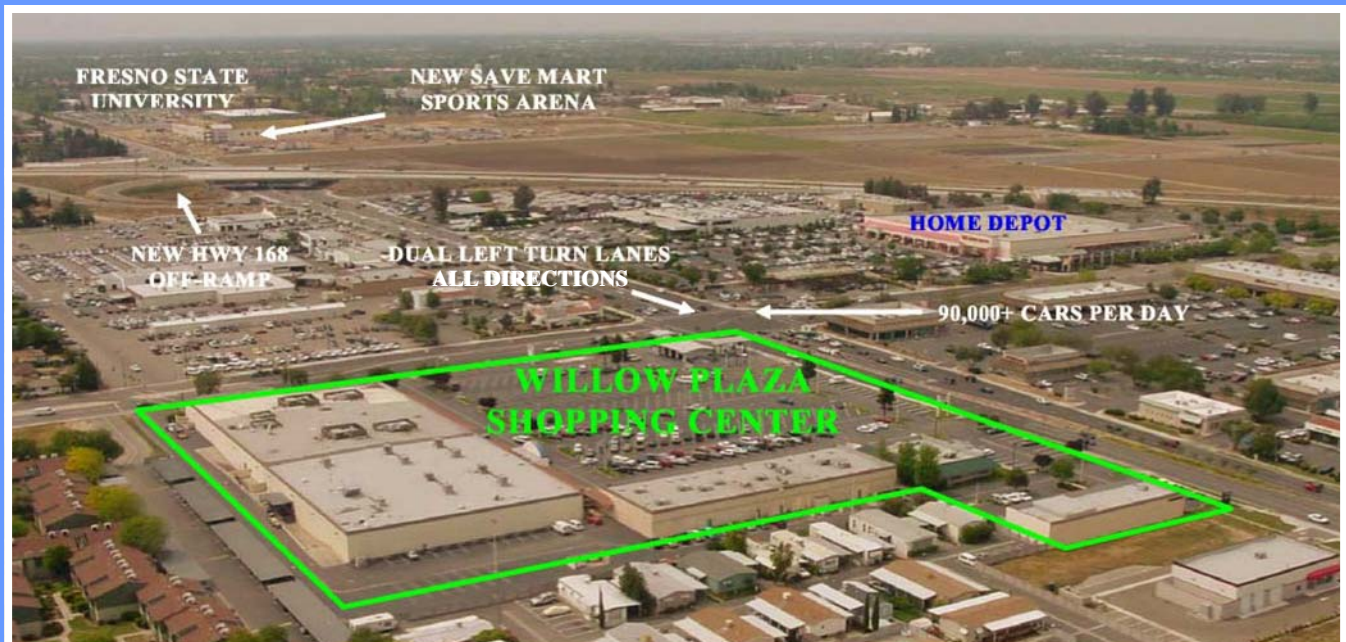 FRESNO STATE
UNIVERSITY
NEW SAVE MART
SPORTS ARENA
HOME DEPOT
NEW HWY 168
OFF-RAMP
DUAL LEFT TURN LANES
ALL DIRECTIONS
90,000+ CARS PER DAY
WILLOW PLAZA
SHOPPING CENTER